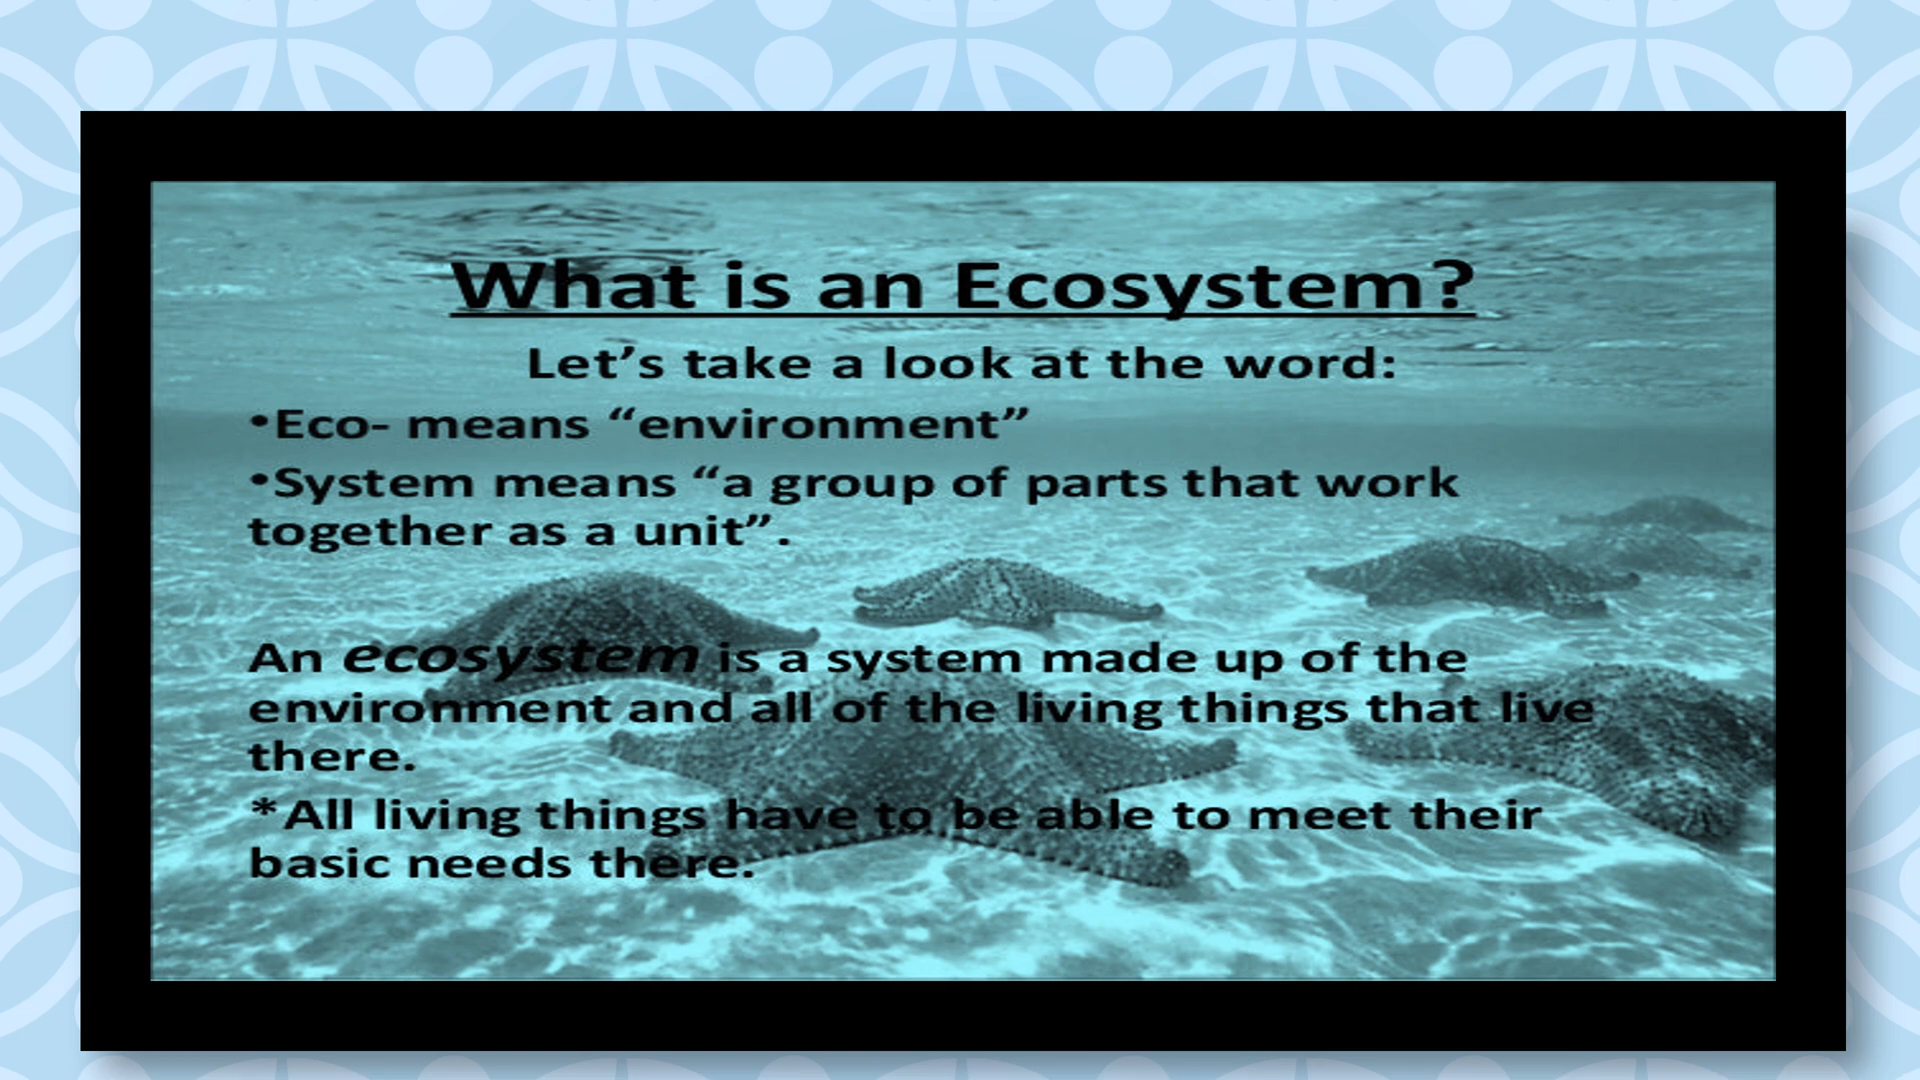 What is an Ecosystem?
Let’s take a look at the word:
•Eco- means “environment”
•System means “a group of parts that work
together as a unit”.
An ecosystem is a system made up of the
environment and all of the living things that live
there.
*All living things have to be able to meet their
basic needs there.